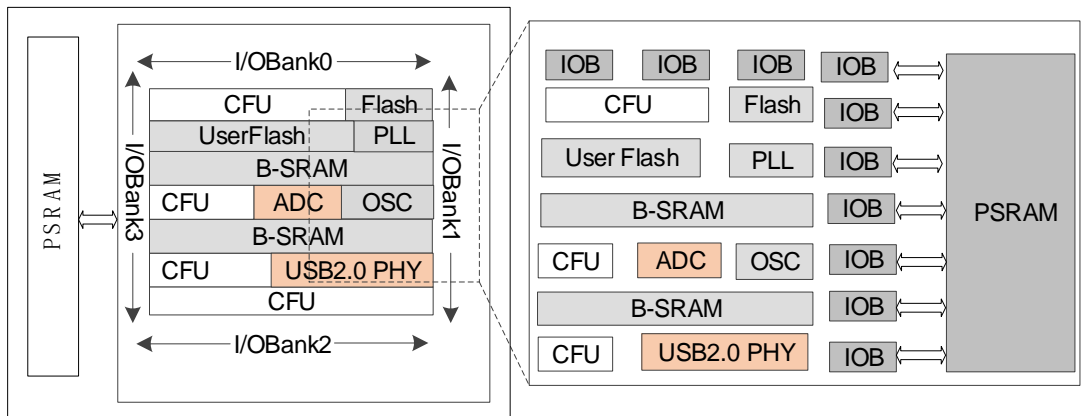 PSRAM
I/OBank0
I/OBank3
I/OBank1
CFU Flash
UserFlash PLL
B-SRAM
CFU ADC OSC
B-SRAM
CFU USB2.0 PHY
CFU
I/OBank2
IOB IOB IOB IOB
CFU Flash IOB
User Flash PLL IOB
B-SRAM IOB
PSRAM
CFU ADC OSC IOB
B-SRAM IOB
CFU USB2.0 PHY IOB